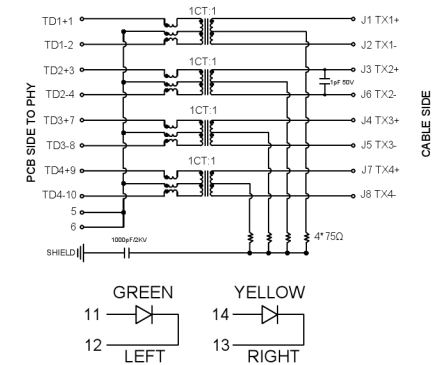 1CT:1
TD1+1
J1 TX1+
TD1-2
J2 TX1-
1CT:1
TD2+3
J3 TX2+
1pF 50V
TD2-4
J6 TX2-
1CT:1
TD3+7
J4 TX3+
TD3-8
J5 TX3-
1CT:1
TD4+9
J7 TX4+
TD4-10
J8 TX4-
5
6
PCB SIDE TO PHY
CABLE SIDE
1000pF/2KV
4*75Ω
SHIELD
GREEN
11
12
LEFT
YELLOW
14
13
RIGHT